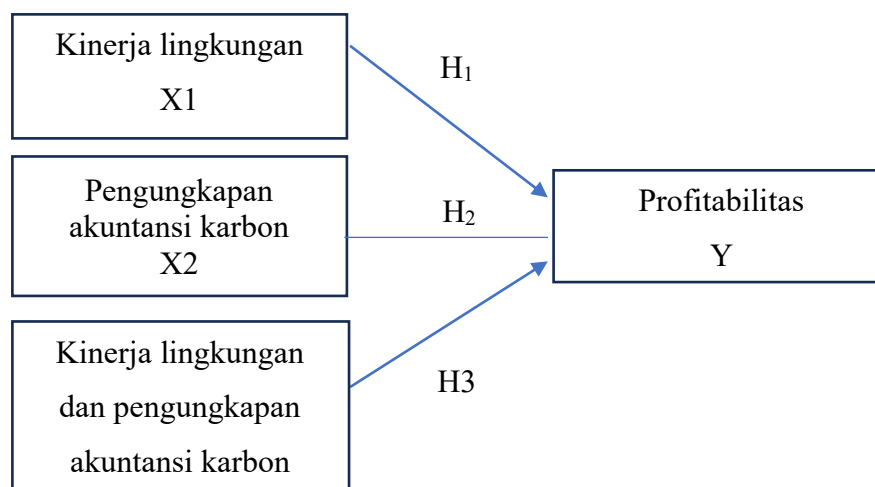 Kinerja lingkungan
X1
H₁
Pengungkapan
akuntansi karbon
X2
H₂
Profitabilitas
Y
Kinerja lingkungan
dan pengungkapan
akuntansi karbon
H3